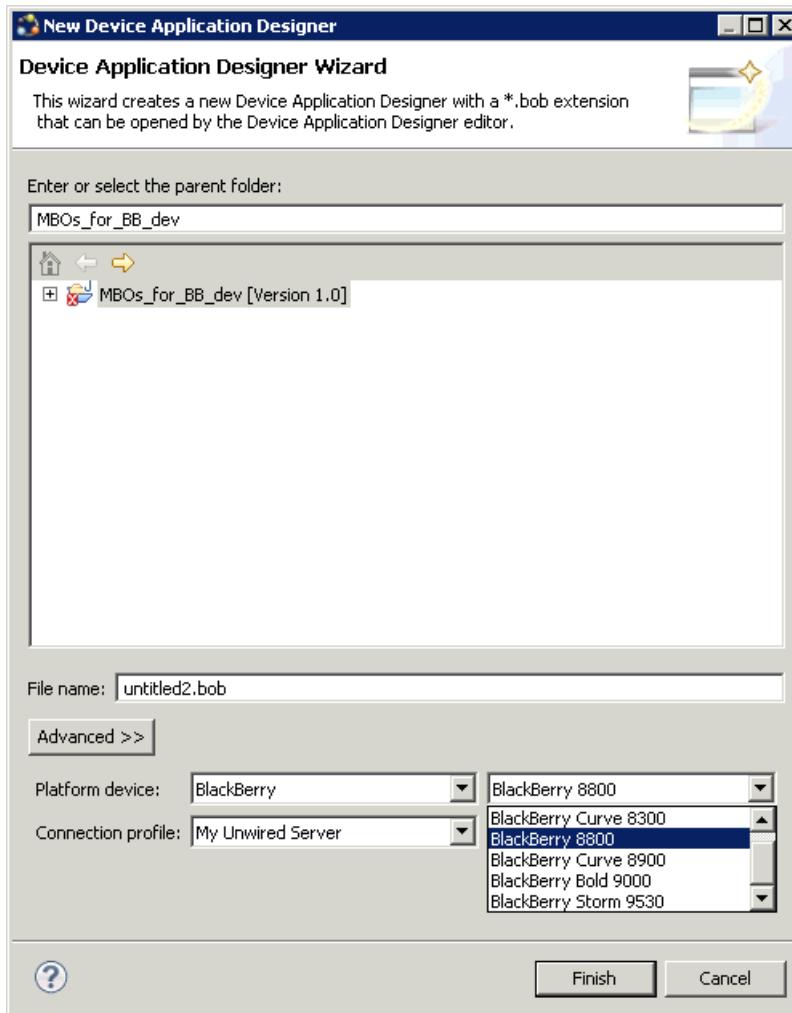 New Device Application Designer
Device Application Designer Wizard
This wizard creates a new Device Application Designer with a *.bob extension
that can be opened by the Device Application Designer editor.
Enter or select the parent folder:
MBOs_for_BB_dev
MBOs_for_BB_dev [Version 1.0]
File name: untitled2.bob
Advanced >>
Platform device: BlackBerry BlackBerry 8800
Connection profile: My Unwired Server
BlackBerry Curve 8300
BlackBerry 8800
BlackBerry Curve 8900
BlackBerry Bold 9000
BlackBerry Storm 9530
? Finish Cancel